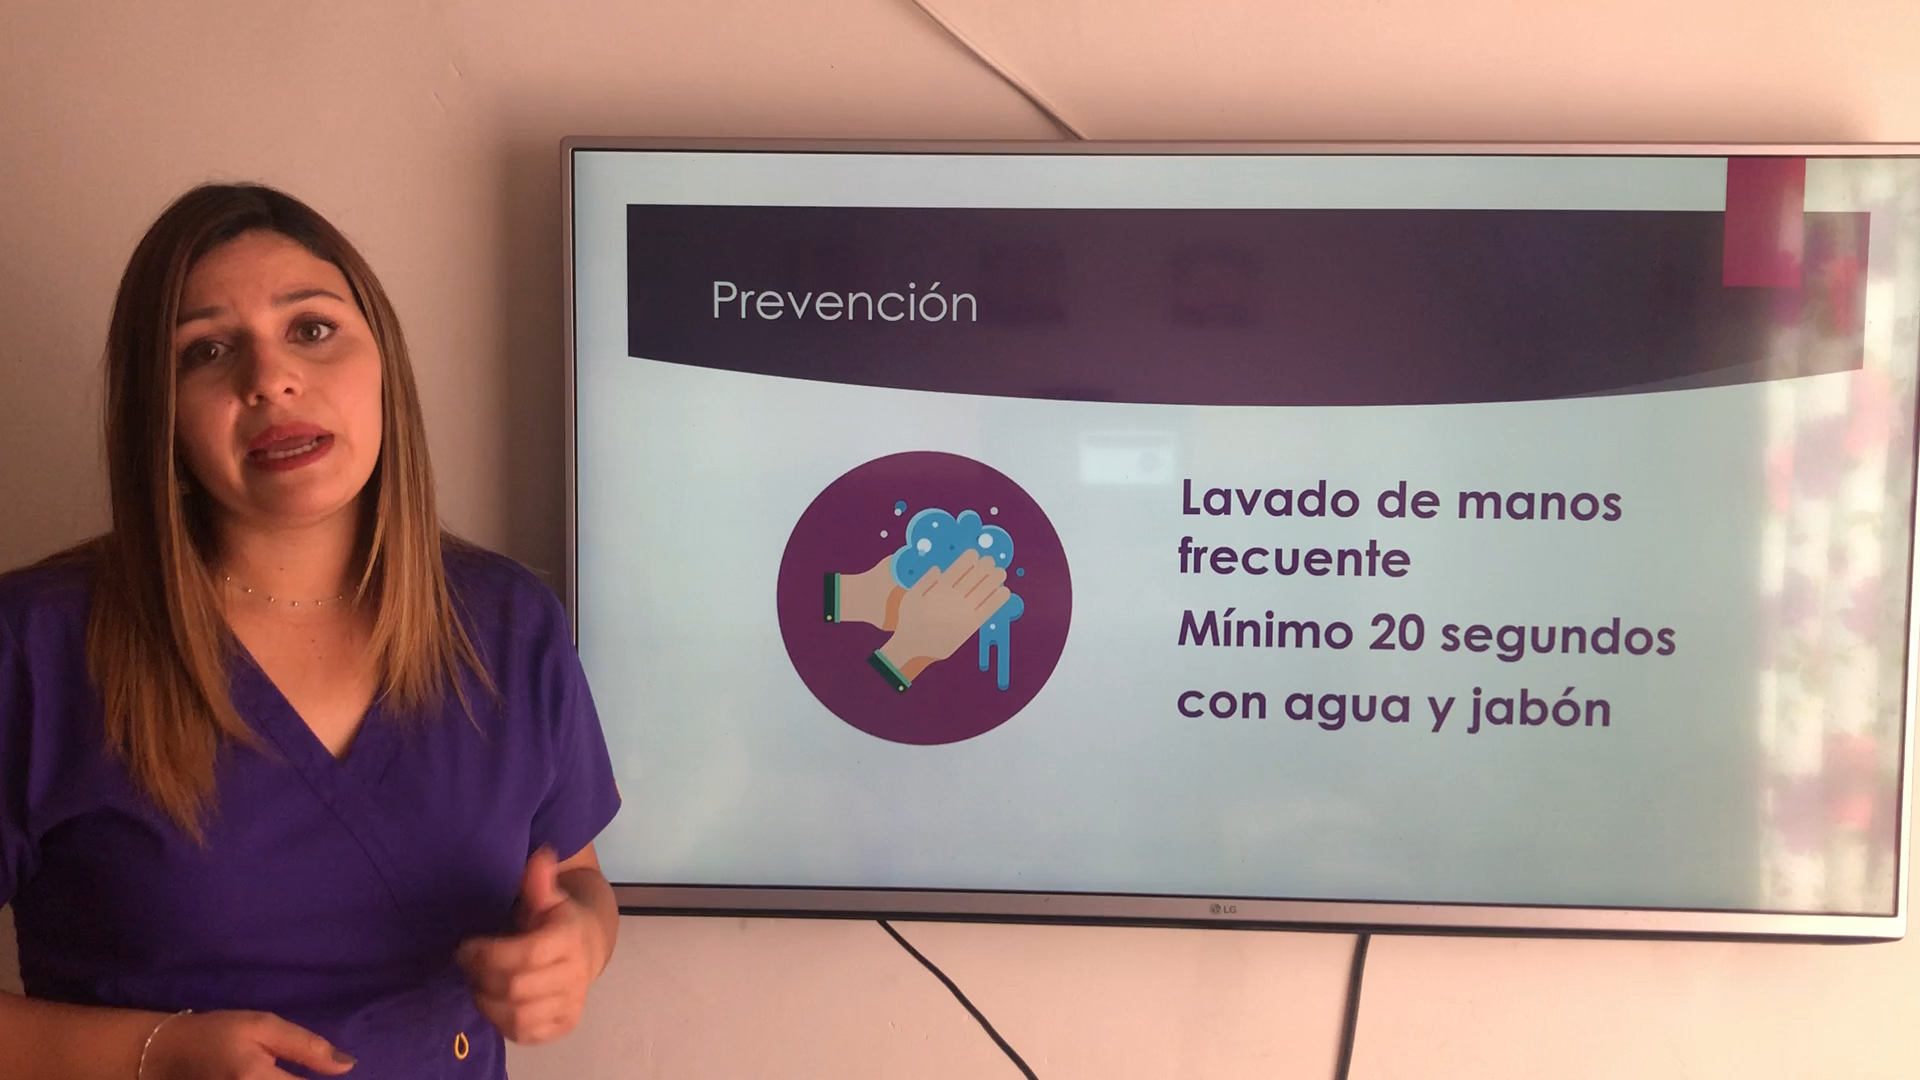 Prevención
Lavado de manos
frecuente
Mínimo 20 segundos
con agua y jabón
LG